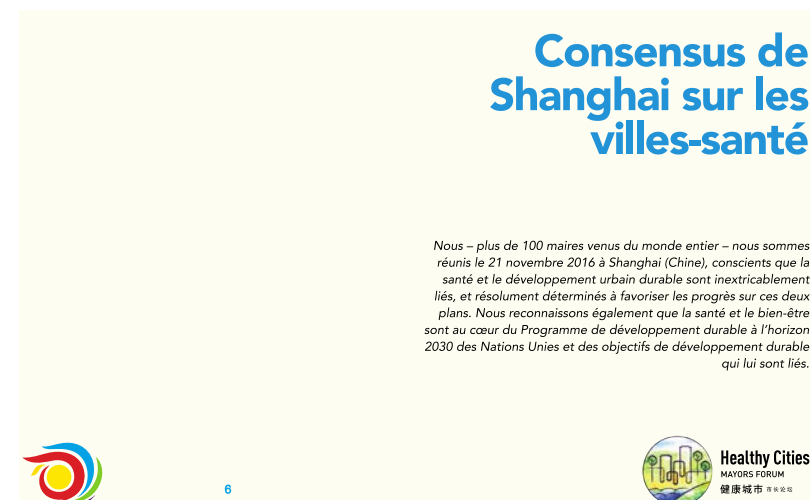 Consensus de
Shanghai sur les
villes-santé
Nous – plus de 100 maires venus du monde entier – nous sommes
réunis le 21 novembre 2016 à Shanghai (Chine), conscients que la
santé et le développement urbain durable sont inextricablement
liés, et résolument déterminés à favoriser les progrès sur ces deux
plans. Nous reconnaissons également que la santé et le bien-être
sont au cœur du Programme de développement durable à l’horizon
2030 des Nations Unies et des objectifs de développement durable
qui lui sont liés.
6
Healthy Cities
MAYORS FORUM
健康城市 市长论坛